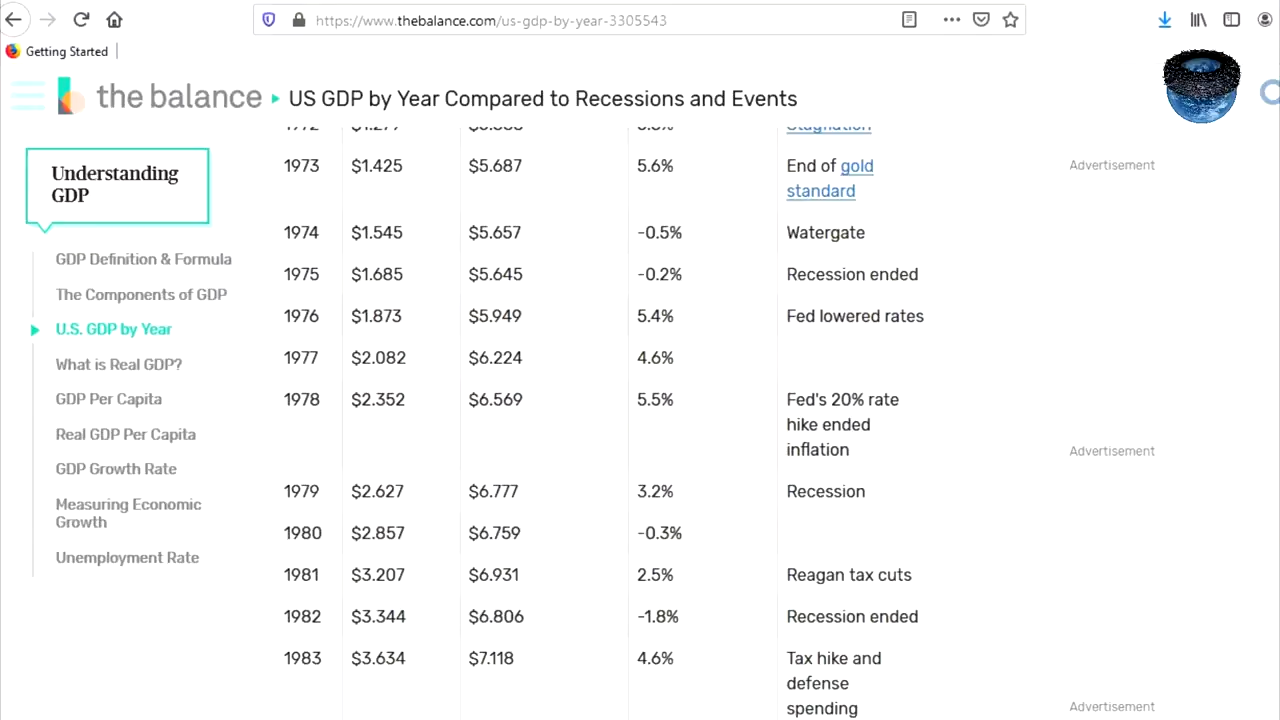 https://www.thebalance.com/us-gdp-by-year-3305543
Getting Started
the balance US GDP by Year Compared to Recessions and Events
Understanding
GDP
GDP Definition & Formula
The Components of GDP
U.S. GDP by Year
What is Real GDP?
GDP Per Capita
Real GDP Per Capita
GDP Growth Rate
Measuring Economic
Growth
Unemployment Rate
Stagflation
1973 $1.425 $5.687 5.6% End of gold
standard
1974 $1.545 $5.657 -0.5% Watergate
1975 $1.685 $5.645 -0.2% Recession ended
1976 $1.873 $5.949 5.4% Fed lowered rates
1977 $2.082 $6.224 4.6%
1978 $2.352 $6.569 5.5% Fed's 20% rate
hike ended
inflation
1979 $2.627 $6.777 3.2% Recession
1980 $2.857 $6.759 -0.3%
1981 $3.207 $6.931 2.5% Reagan tax cuts
1982 $3.344 $6.806 -1.8% Recession ended
1983 $3.634 $7.118 4.6% Tax hike and
defense
spending
Advertisement
Advertisement
Advertisement